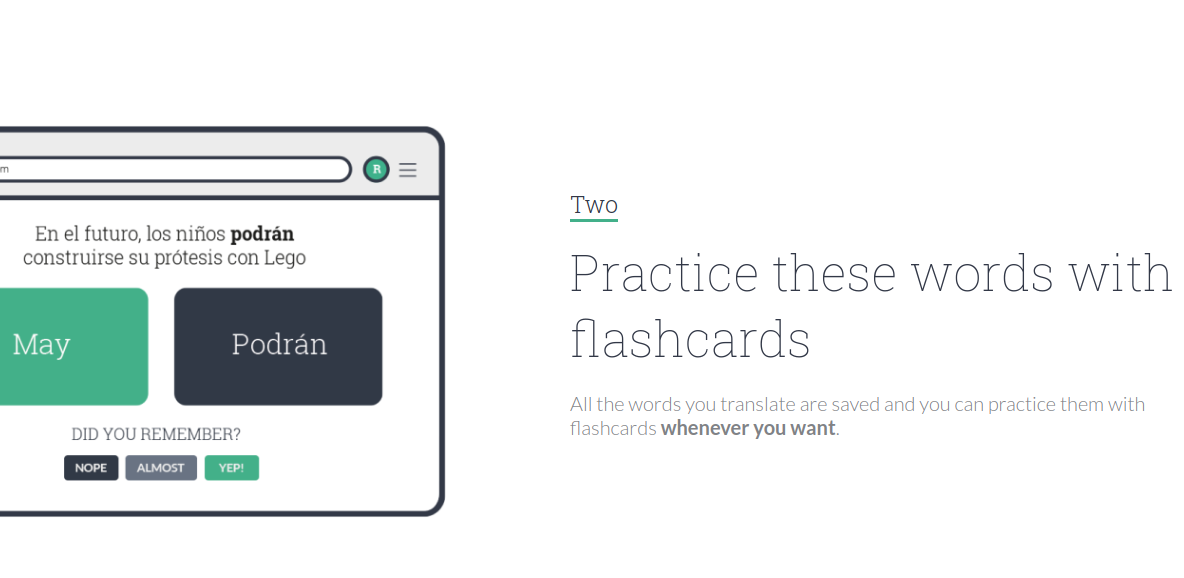 m
R
En el futuro, los niños podrán
construirse su prótesis con Lego
May
Podrán
DID YOU REMEMBER?
NOPE
ALMOST
YEP!
Two
Practice these words with
flashcards
All the words you translate are saved and you can practice them with
flashcards whenever you want.